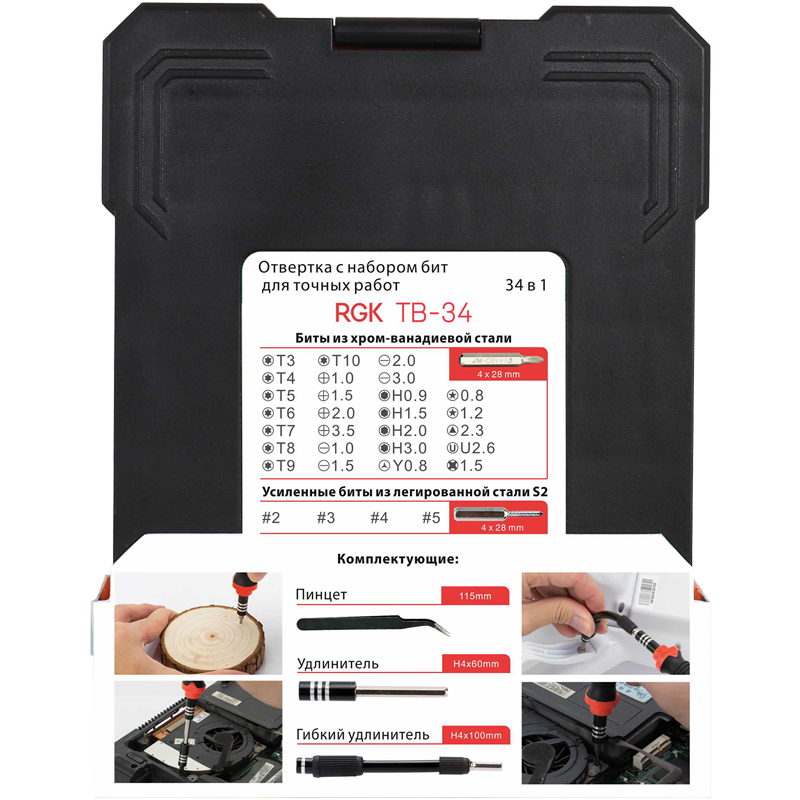 Отвертка с набором бит
для точных работ 34 в 1
RGK TB-34
Биты из хром-ванадиевой стали
T3 T10 2.0
4 x 28 mm
T4 1.0 3.0
T5 1.5 H0.9 0.8
T6 2.0 H1.5 1.2
T7 3.5 H2.0 2.3
T8 1.0 H3.0 U2.6
T9 1.5 Y0.8 1.5
Усиленные биты из легированной стали S2
#2 #3 #4 #5
4 x 28 mm
Комплектующие:
Пинцет 115mm
Удлинитель H4x60mm
Гибкий удлинитель H4x100mm